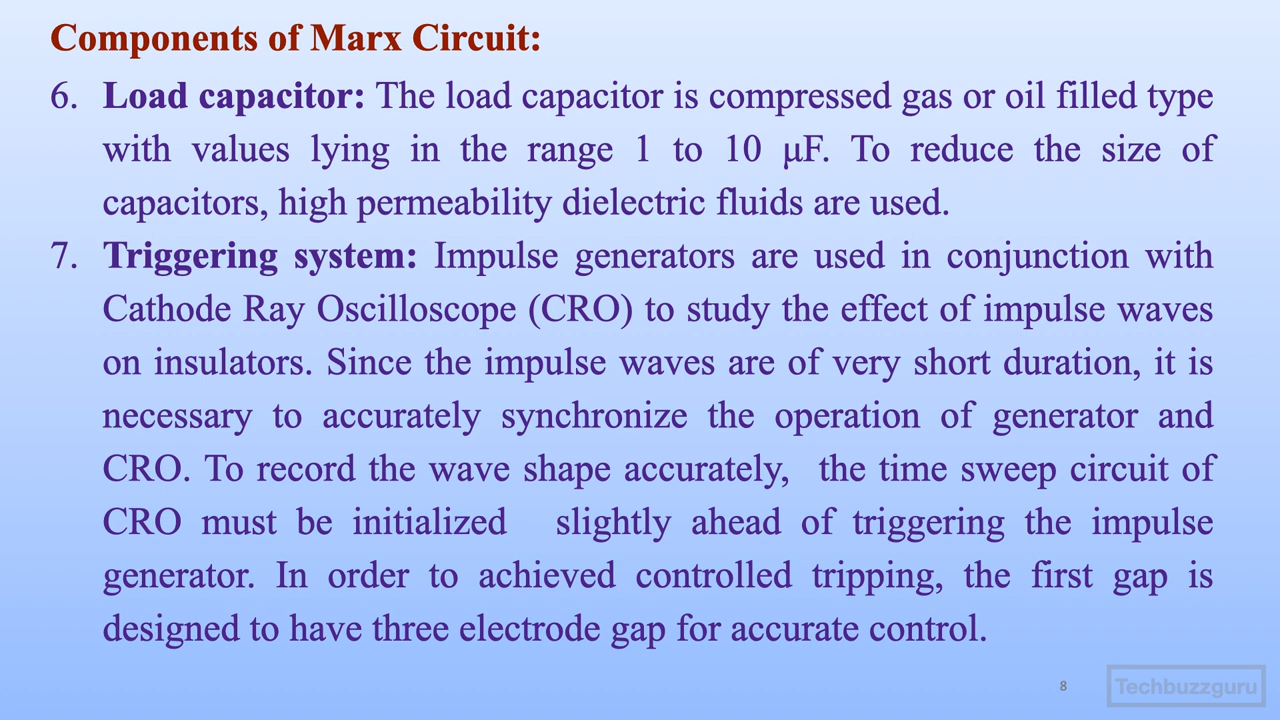 Components of Marx Circuit:
6. Load capacitor: The load capacitor is compressed gas or oil filled type
with values lying in the range 1 to 10 μF. To reduce the size of
capacitors, high permeability dielectric fluids are used.
7. Triggering system: Impulse generators are used in conjunction with
Cathode Ray Oscilloscope (CRO) to study the effect of impulse waves
on insulators. Since the impulse waves are of very short duration, it is
necessary to accurately synchronize the operation of generator and
CRO. To record the wave shape accurately, the time sweep circuit of
CRO must be initialized slightly ahead of triggering the impulse
generator. In order to achieved controlled tripping, the first gap is
designed to have three electrode gap for accurate control.
8
Techbuzzguru